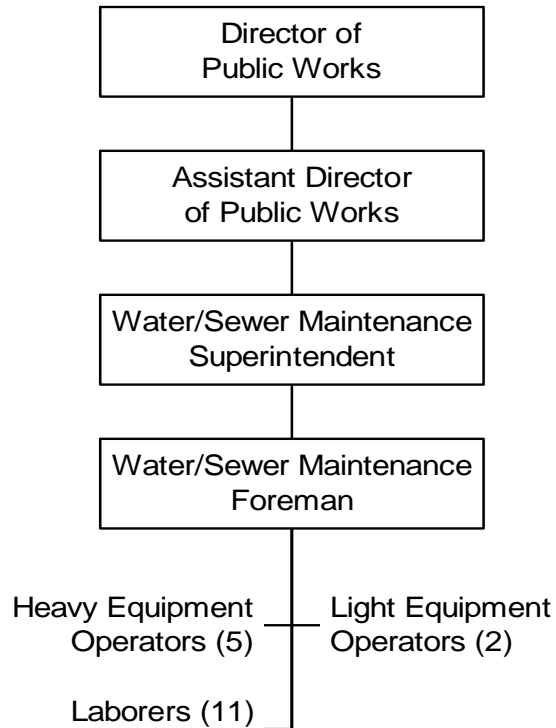 Director of
Public Works
Assistant Director
of Public Works
Water/Sewer Maintenance
Superintendent
Water/Sewer Maintenance
Foreman
Heavy Equipment
Operators (5)
Light Equipment
Operators (2)
Laborers (11)